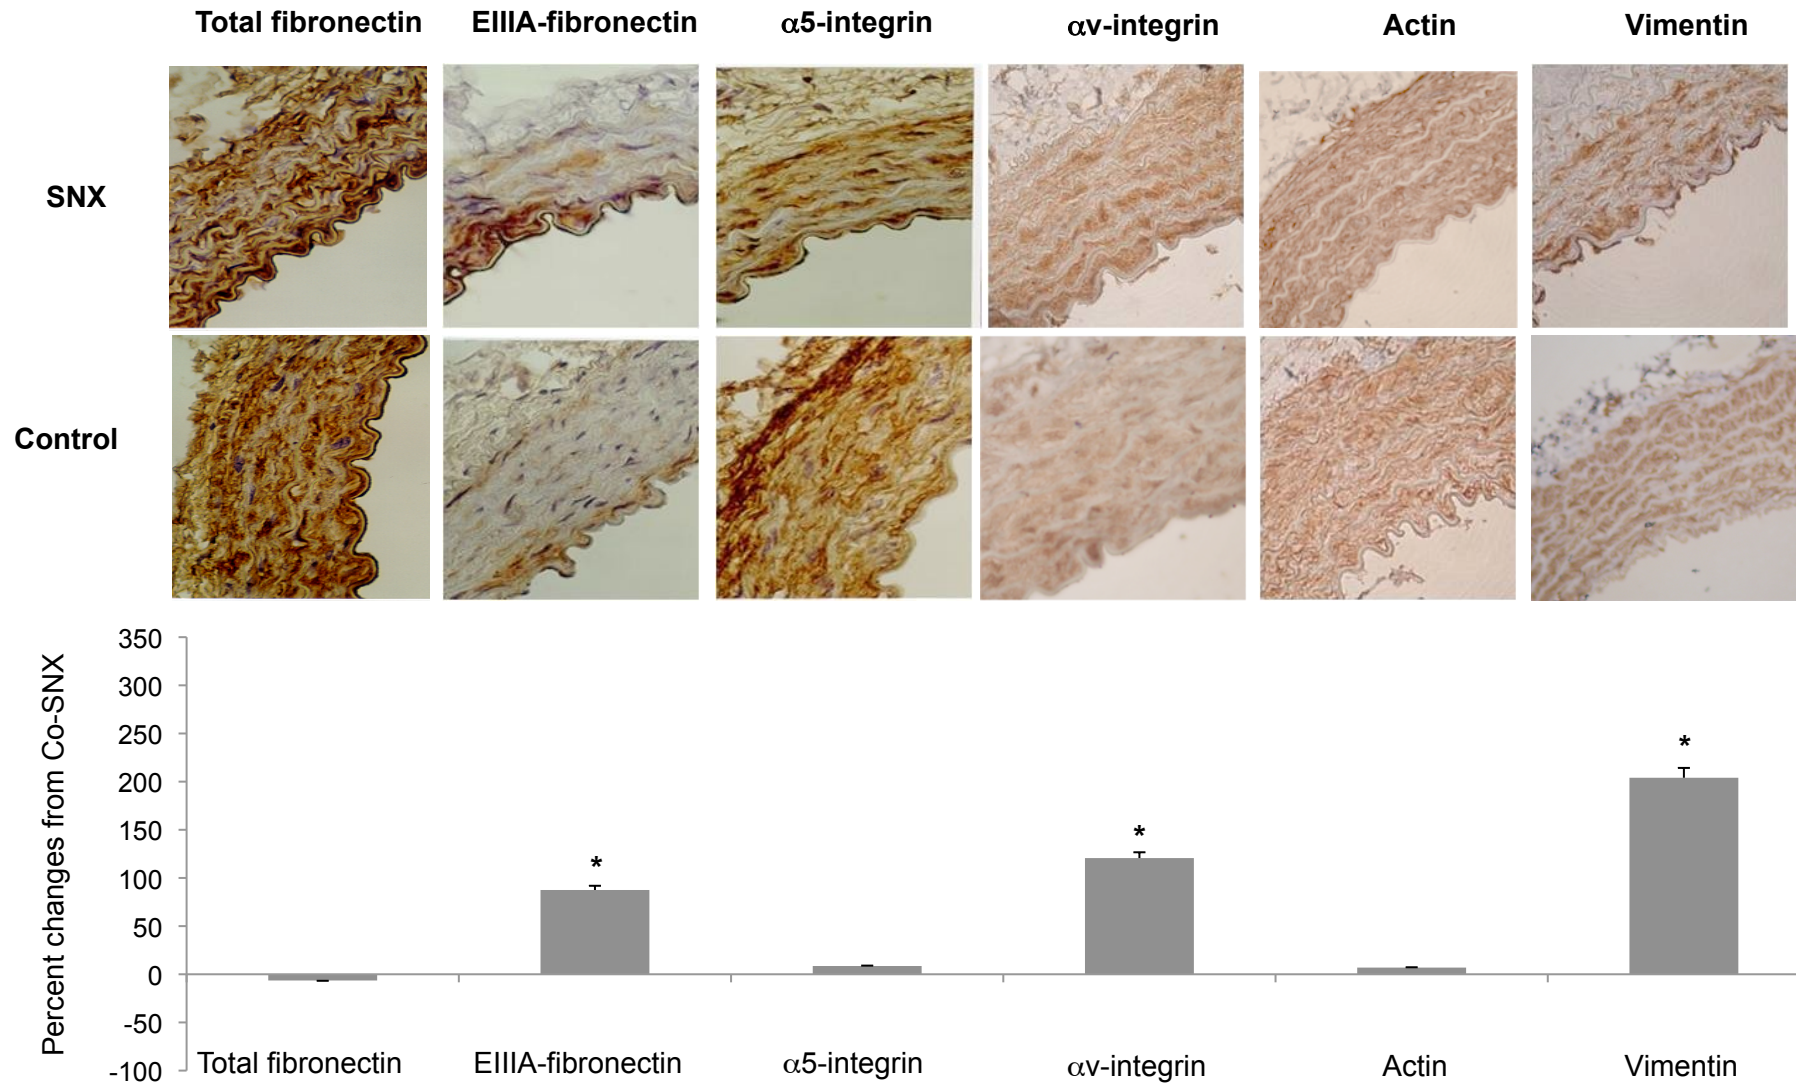 Total fibronectin EIIIA-fibronectin α5-integrin αv-integrin Actin Vimentin
SNX
Control
Percent changes from Co-SNX
350
300
250
200
150
100
50
0
-50
-100
*
*
*
Total fibronectin EIIIA-fibronectin α5-integrin αv-integrin Actin Vimentin